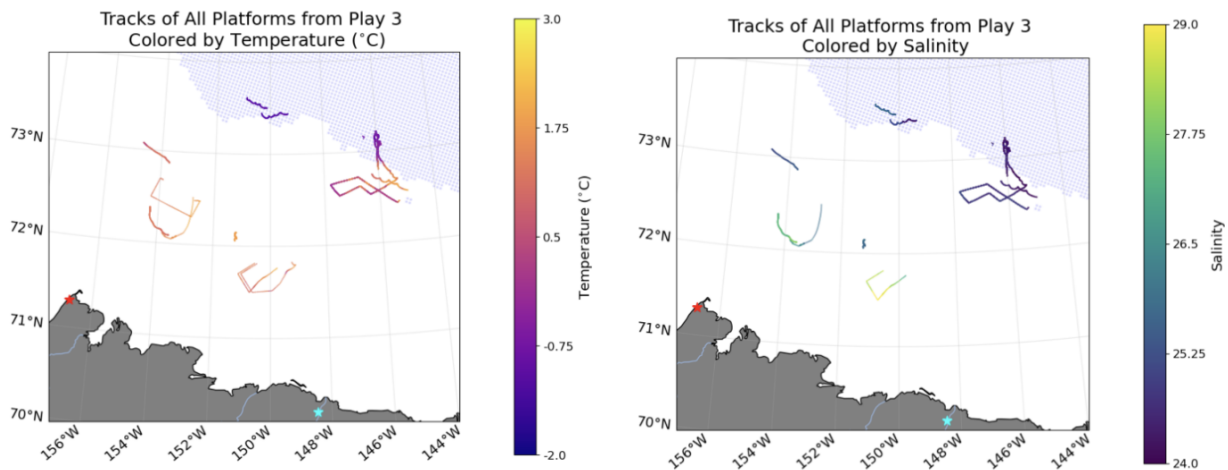 Tracks of All Platforms from Play 3
Colored by Temperature (°C)
3.0
1.75
0.5
-0.75
-2.0
Temperature (°C)
73°N
72°N
71°N
70°N
156°W
154°W
152°W
150°W
148°W
146°W
144°W
Tracks of All Platforms from Play 3
Colored by Salinity
29.0
27.75
26.5
25.25
24.0
Salinity
73°N
72°N
71°N
70°N
156°W
154°W
152°W
150°W
148°W
146°W
144°W